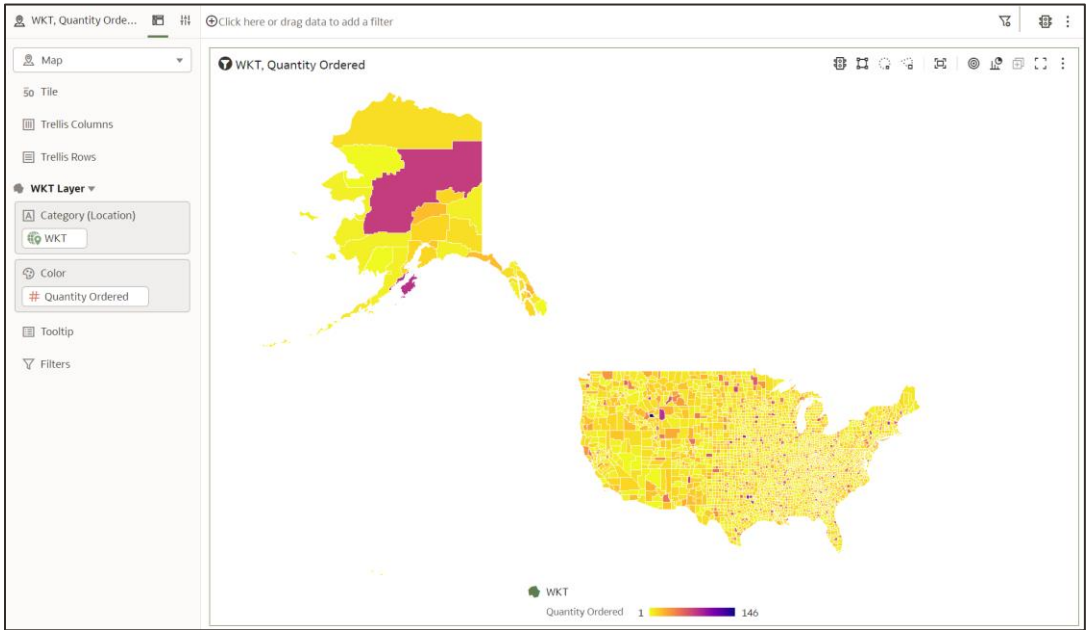 WKT, Quantity Orde...
Click here or drag data to add a filter
Map
Tile
Trellis Columns
Trellis Rows
WKT Layer
Category (Location)
WKT
Color
# Quantity Ordered
Tooltip
Filters
WKT, Quantity Ordered
WKT
Quantity Ordered 1 146